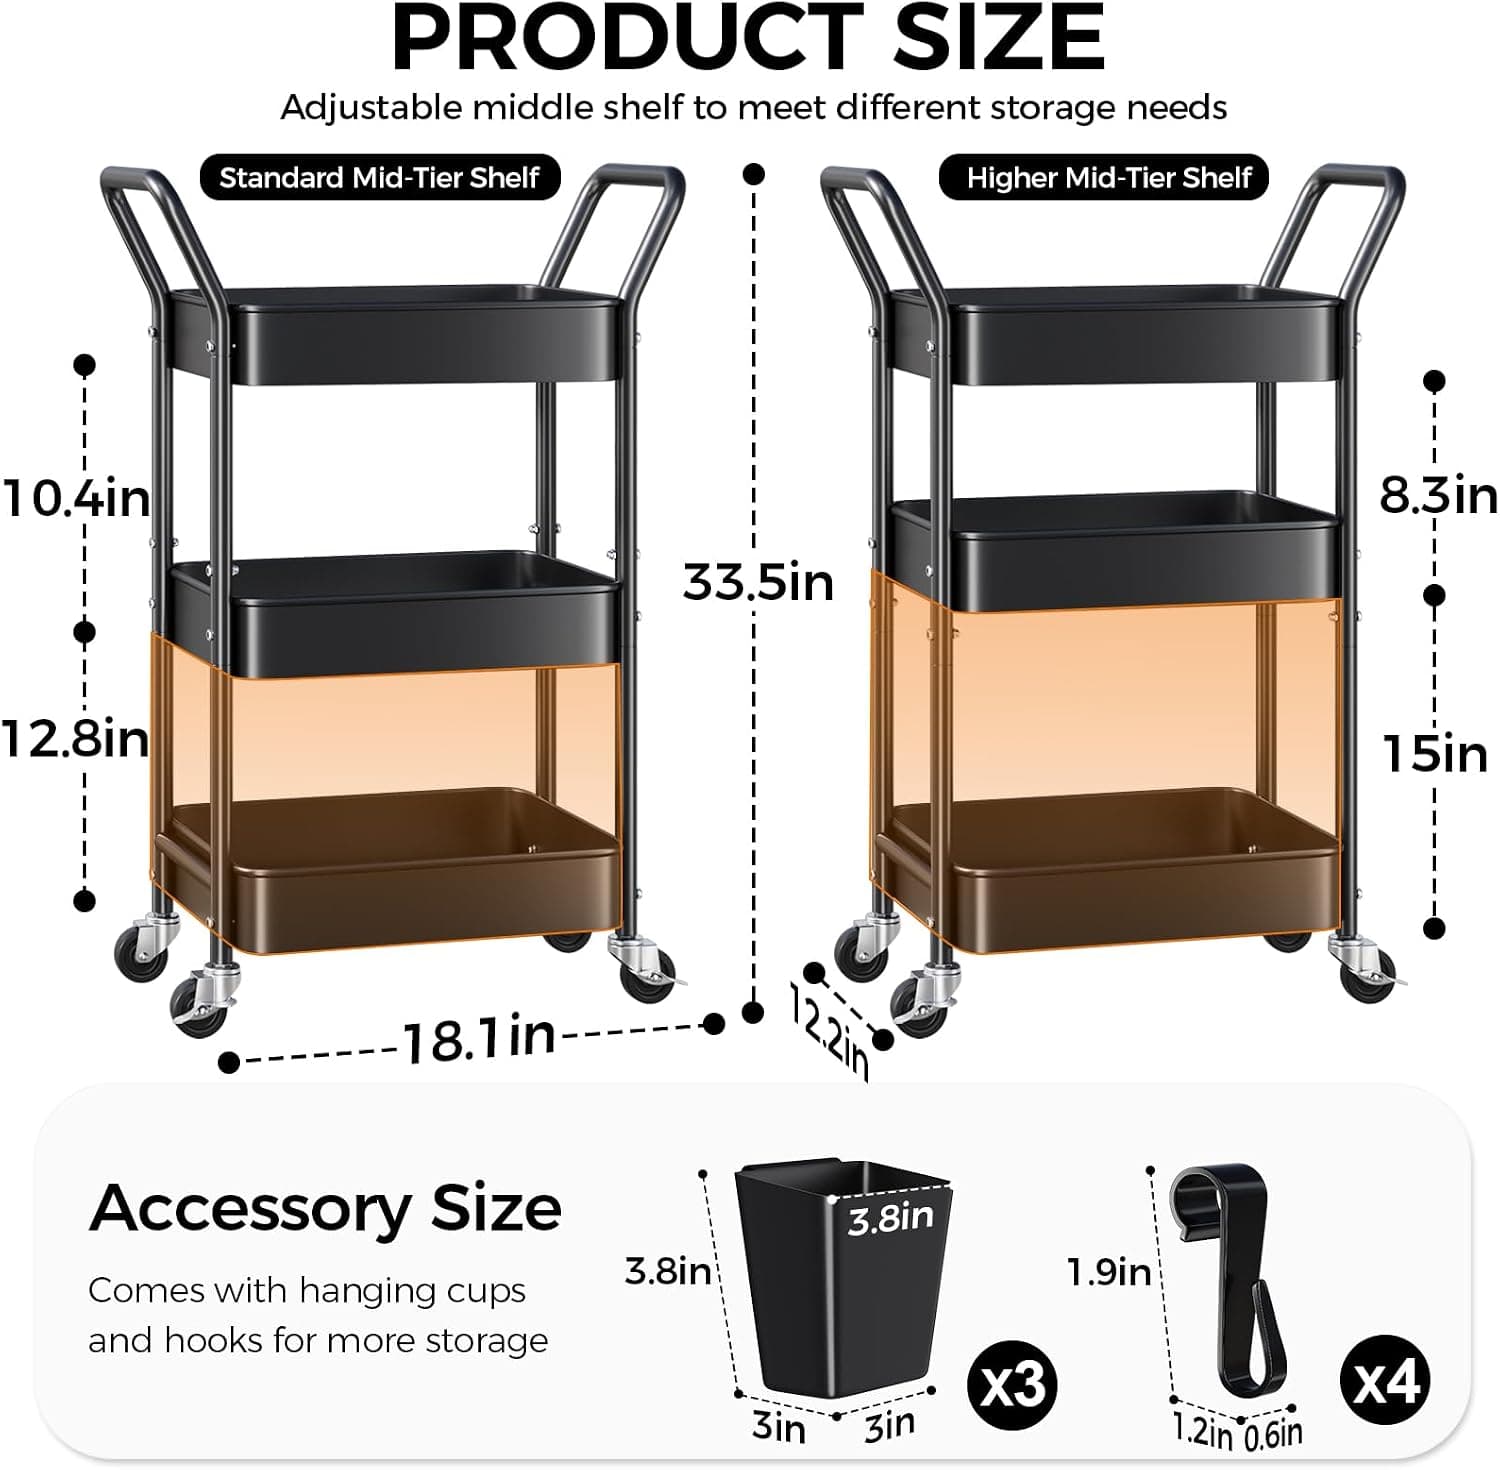 PRODUCT SIZE
Adjustable middle shelf to meet different storage needs
Standard Mid-Tier Shelf
Higher Mid-Tier Shelf
10.4in
12.8in
33.5in
8.3in
15in
18.1in
12.2in
Accessory Size
Comes with hanging cups
and hooks for more storage
3.8in
3.8in
3in
3in
x3
1.9in
1.2in
0.6in
x4